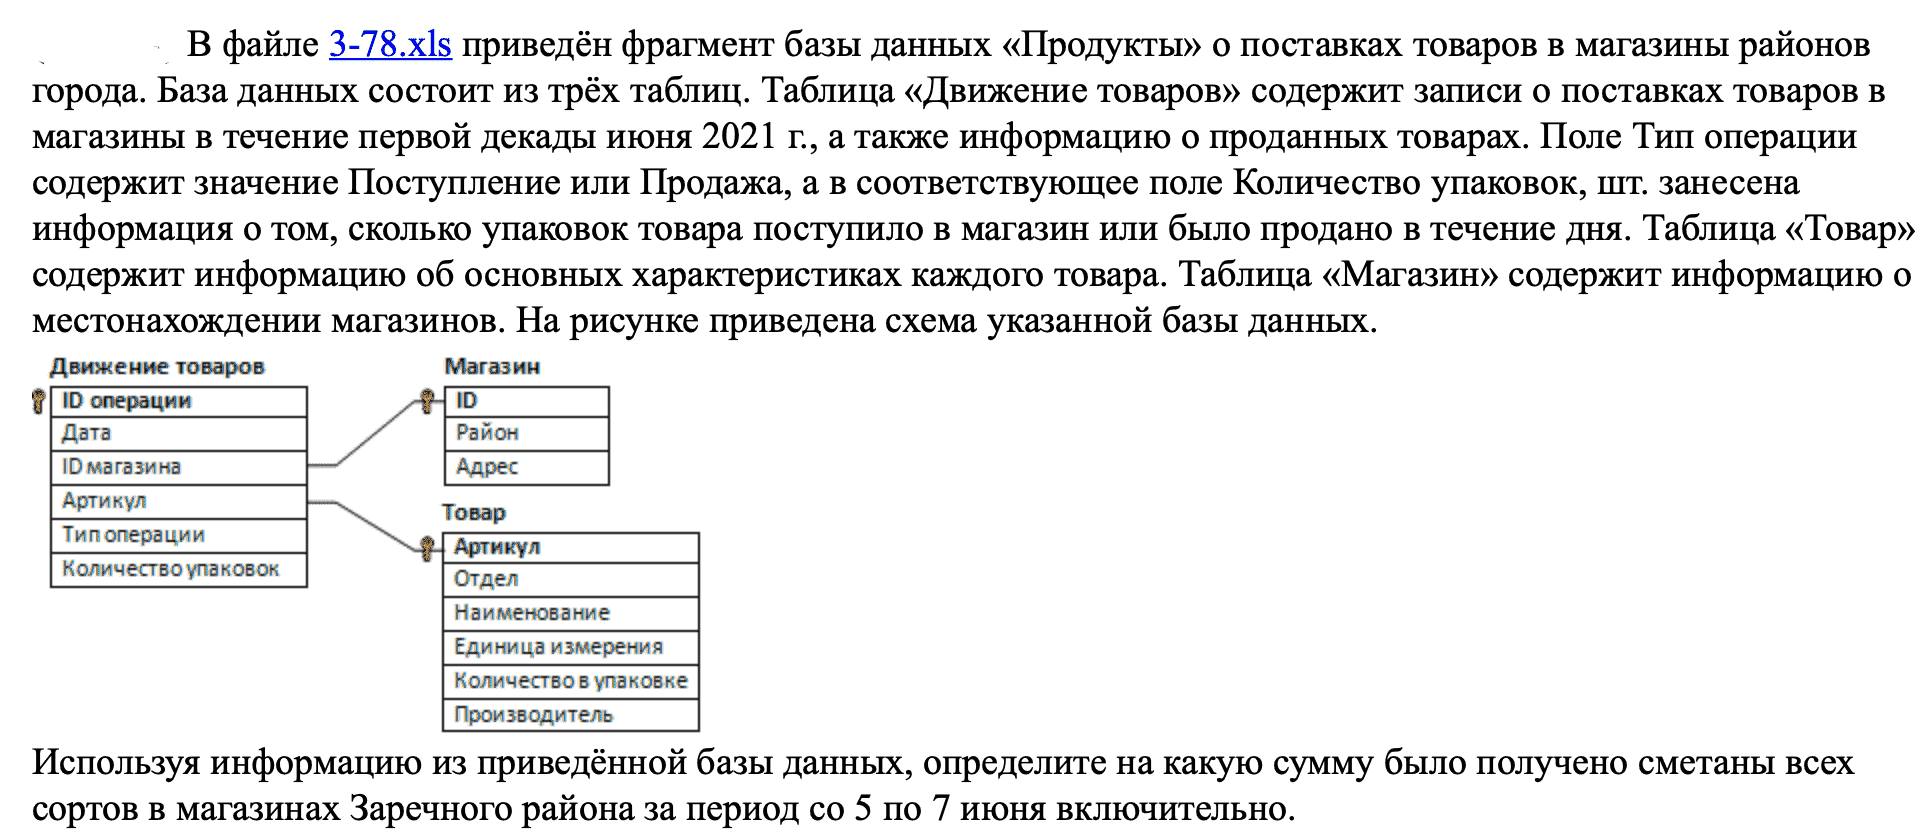 В файле 3-78.xls приведён фрагмент базы данных «Продукты» о поставках товаров в магазины районов
города. База данных состоит из трёх таблиц. Таблица «Движение товаров» содержит записи о поставках товаров в
магазины в течение первой декады июня 2021 г., а также информацию о проданных товарах. Поле Тип операции
содержит значение Поступление или Продажа, а в соответствующее поле Количество упаковок, шт. занесена
информация о том, сколько упаковок товара поступило в магазин или было продано в течение дня. Таблица «Товар»
содержит информацию об основных характеристиках каждого товара. Таблица «Магазин» содержит информацию о
местонахождении магазинов. На рисунке приведена схема указанной базы данных.
Движение товаров
ID операции
Дата
ID магазина
Артикул
Тип операции
Количество упаковок
Магазин
ID
Район
Адрес
Товар
Артикул
Отдел
Наименование
Единица измерения
Количество в упаковке
Производитель
Используя информацию из приведённой базы данных, определите на какую сумму было получено сметаны всех
сортов в магазинах Заречного района за период со 5 по 7 июня включительно.